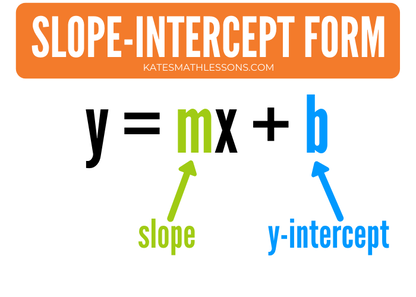 SLOPE-INTERCEPT FORM
KATESMATHLESSONS.COM
y = mx + b
slope y-intercept